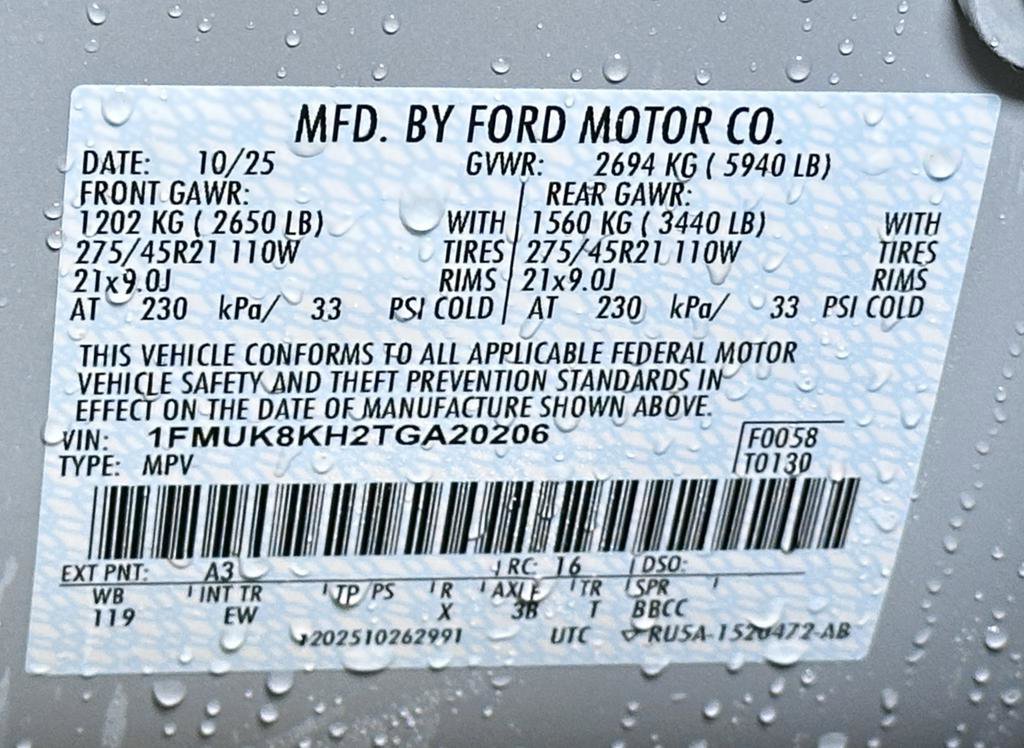 MFD. BY FORD MOTOR CO.
DATE: 10/25 GVWR: 2694 KG ( 5940 LB)
FRONT GAWR: REAR GAWR:
1202 KG ( 2650 LB) WITH 1560 KG ( 3440 LB) WITH
275/45R21 110W TIRES 275/45R21 110W TIRES
21x9.0J RIMS 21x9.0J RIMS
AT 230 kPa/ 33 PSI COLD AT 230 kPa/ 33 PSI COLD
THIS VEHICLE CONFORMS TO ALL APPLICABLE FEDERAL MOTOR
VEHICLE SAFETY AND THEFT PREVENTION STANDARDS IN
EFFECT ON THE DATE OF MANUFACTURE SHOWN ABOVE.
VIN: 1FMUK8KH2TGA20206 F0058
TYPE: MPV T0130
EXT PNT: A3 RC: 16 DSO:
WB INT TR TP/PS R AXLE TR SPR
119 EW X 3B T BBCC
202510262991 UTC RU5A-1520472-AB